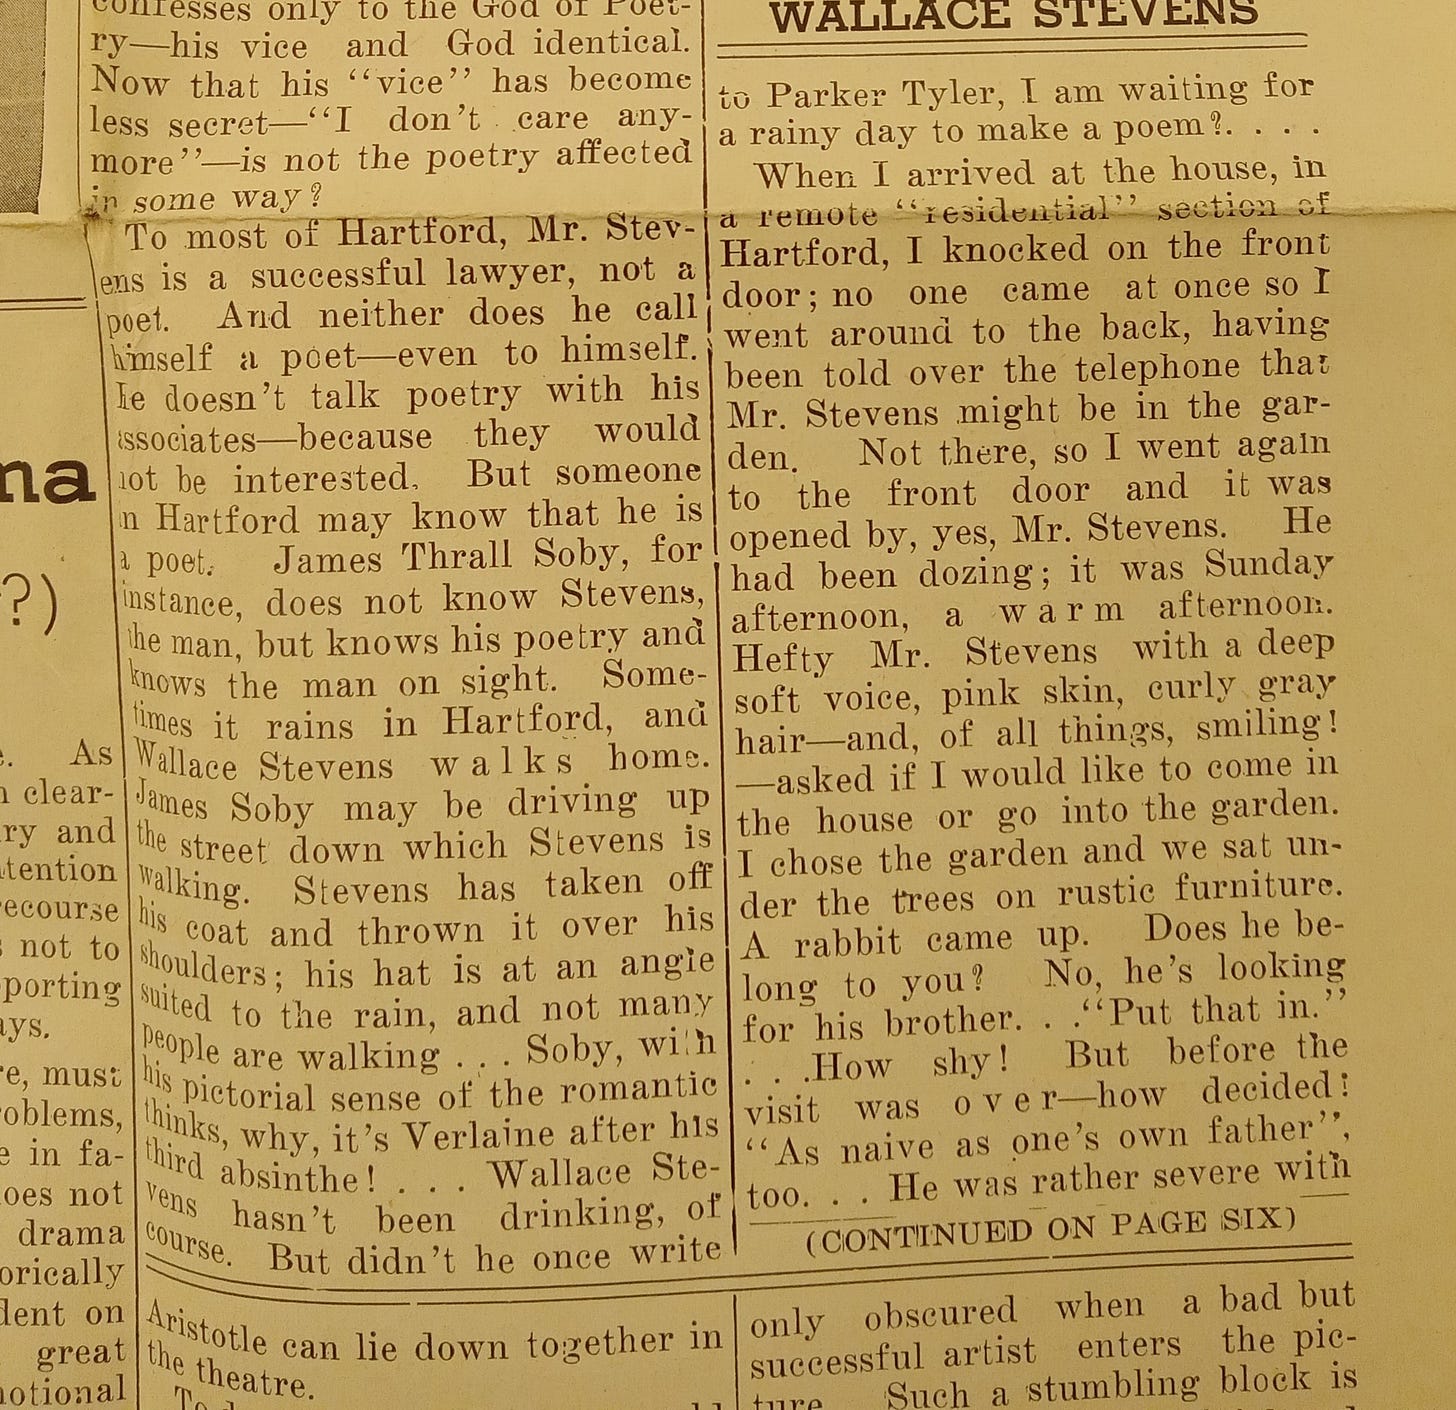 confesses only to the God of Poet-
ry—his vice and God identical.
Now that his “vice” has become
less secret—“I don’t care any-
more”—is not the poetry affected
in some way?
To most of Hartford, Mr. Stev-
ens is a successful lawyer, not a
poet. And neither does he call
himself a poet—even to himself.
He doesn’t talk poetry with his
associates—because they would
not be interested. But someone
in Hartford may know that he is
a poet. James Thrall Soby, for
instance, does not know Stevens,
the man, but knows his poetry and
knows the man on sight. Some-
times it rains in Hartford, and
Wallace Stevens walks home.
James Soby may be driving up
the street down which Stevens is
walking. Stevens has taken off
his coat and thrown it over his
shoulders; his hat is at an angle
suited to the rain, and not many
people are walking . . . Soby, with
his pictorial sense of the romantic
thinks, why, it’s Verlaine after his
third absinthe! . . . Wallace Ste-
vens hasn’t been drinking, of
course. But didn’t he once write
WALLACE STEVENS
to Parker Tyler, I am waiting for
a rainy day to make a poem?. . . .
When I arrived at the house, in
a remote “residential” section of
Hartford, I knocked on the front
door; no one came at once so I
went around to the back, having
been told over the telephone that
Mr. Stevens might be in the gar-
den. Not there, so I went again
to the front door and it was
opened by, yes, Mr. Stevens. He
had been dozing; it was Sunday
afternoon, a warm afternoon.
Hefty Mr. Stevens with a deep
soft voice, pink skin, curly gray
hair—and, of all things, smiling!
—asked if I would like to come in
the house or go into the garden.
I chose the garden and we sat un-
der the trees on rustic furniture.
A rabbit came up. Does he be-
long to you? No, he’s looking
for his brother. . .“Put that in.”
. . .How shy! But before the
visit was over—how decided!
“As naive as one’s own father”,
too. . . He was rather severe with
(CONTINUED ON PAGE SIX)
na
?)
. As
clear-
ry and
tention
ecourse
not to
porting
ays.
e, must
oblems,
e in fa-
oes not
drama
orically
dent on
great
notional
Aristotle can lie down together in
the theatre.
only obscured when a bad but
successful artist enters the pic-
ture. Such a stumbling block is